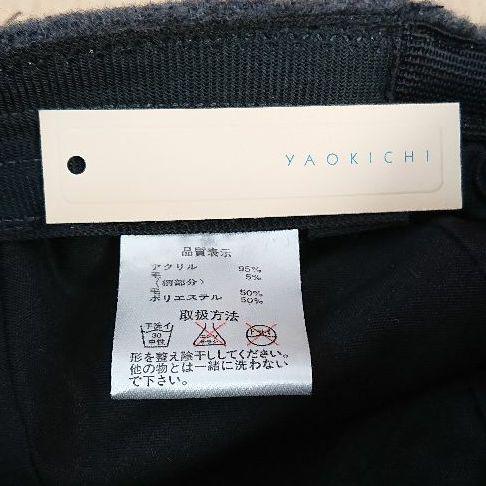 YAOKICHI
品質表示
アクリル 95%
毛 5%
（柄部分）
毛 50%
ポリエステル 50%
取扱方法
手洗イ
30
中性
形を整え陰干ししてください。
他の物とは一緒に洗わない
で下さい。